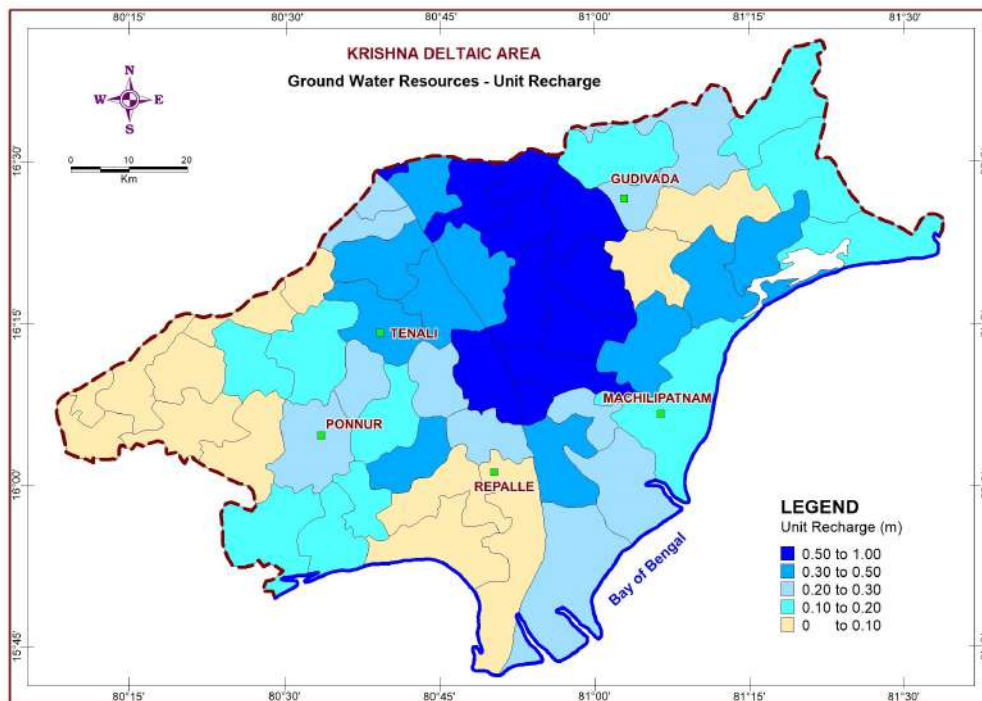 80°15' 80°30' 80°45' 81°00' 81°15' 81°30'
KRISHNA DELTAIC AREA
Ground Water Resources - Unit Recharge
N
W E
S
0 10 20
Km
16°30'
GUDIVADA
16°15'
TENALI
MACHILIPATNAM
PONNUR
REPALLE
16°00'
LEGEND
Unit Recharge (m)
0.50 to 1.00
0.30 to 0.50
0.20 to 0.30
0.10 to 0.20
0 to 0.10
Bay of Bengal
15°45'
80°15' 80°30' 80°45' 81°00' 81°15' 81°30'